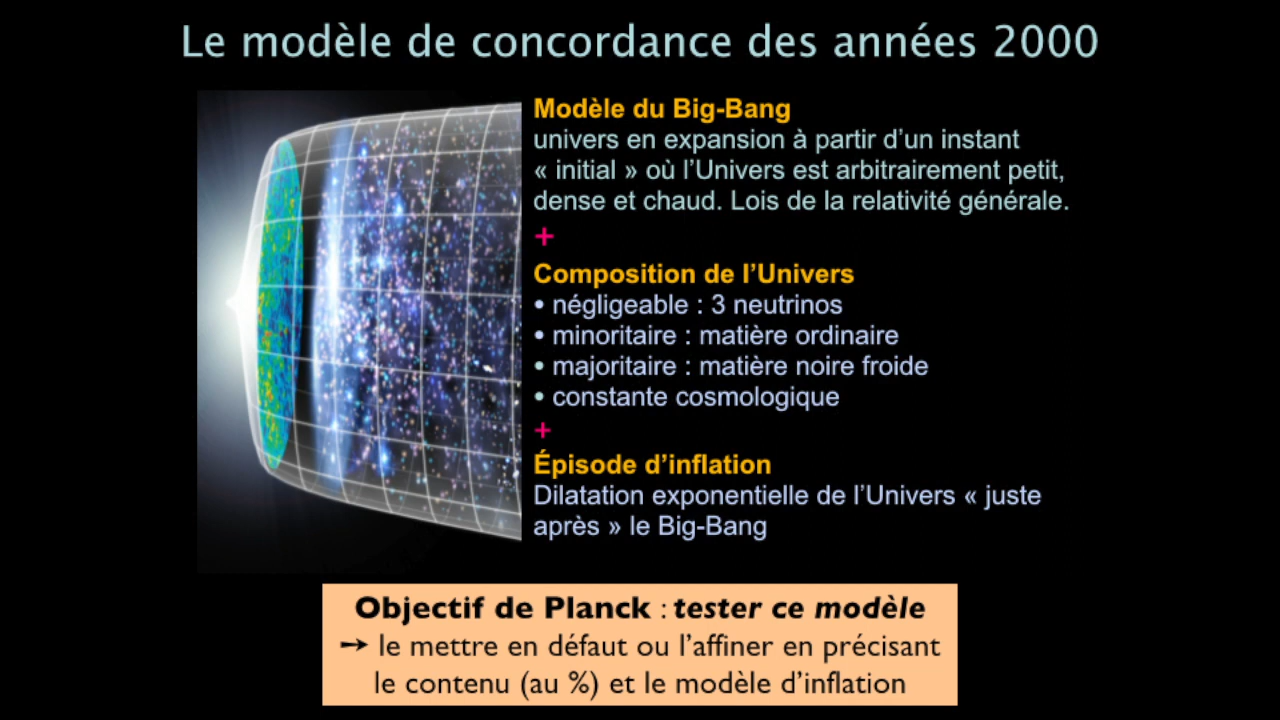 Le modèle de concordance des années 2000
Modèle du Big-Bang
univers en expansion à partir d’un instant
« initial » où l’Univers est arbitrairement petit,
dense et chaud. Lois de la relativité générale.
+
Composition de l’Univers
• négligeable : 3 neutrinos
• minoritaire : matière ordinaire
• majoritaire : matière noire froide
• constante cosmologique
+
Épisode d’inflation
Dilatation exponentielle de l’Univers « juste
après » le Big-Bang
Objectif de Planck : tester ce modèle
→ le mettre en défaut ou l’affiner en précisant
le contenu (au %) et le modèle d’inflation